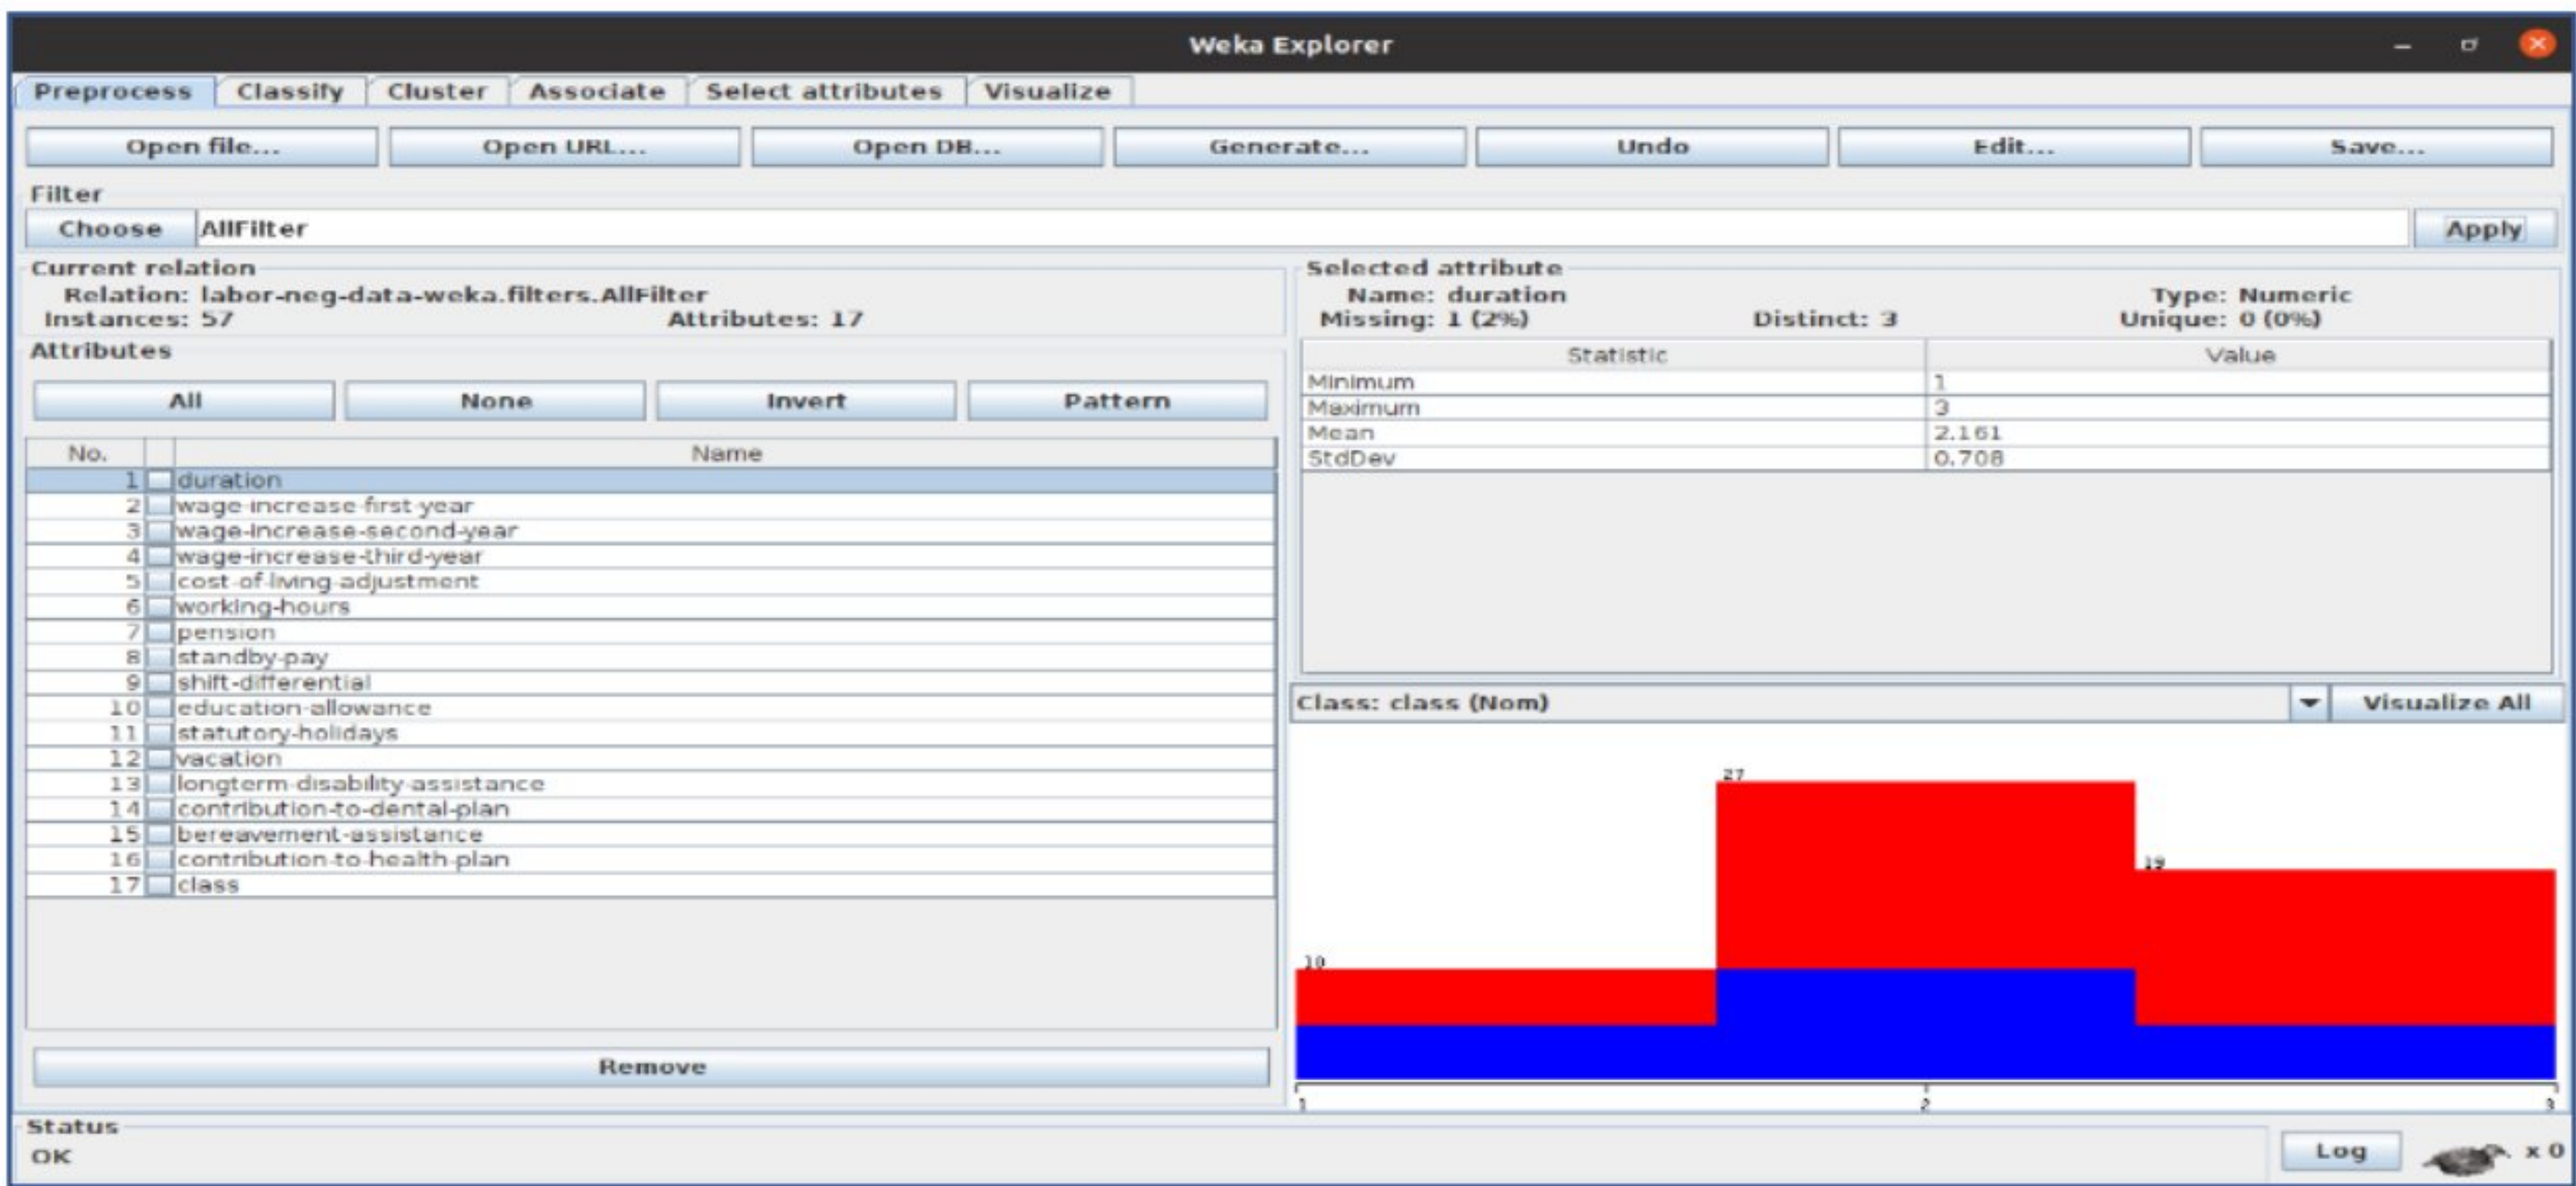 Weka Explorer
Preprocess Classify Cluster Associate Select attributes Visualize
Open file... Open URL... Open DB... Generate... Undo Edit... Save...
Filter
Choose AllFilter Apply
Current relation
Relation: labor-neg-data-weka.filters.AllFilter
Instances: 57 Attributes: 17
Attributes
All None Invert Pattern
No. Name
1 duration
2 wage-increase-first-year
3 wage-increase-second-year
4 wage-increase-third-year
5 cost-of-living-adjustment
6 working-hours
7 pension
8 standby-pay
9 shift-differential
10 education-allowance
11 statutory-holidays
12 vacation
13 longterm-disability-assistance
14 contribution-to-dental-plan
15 bereavement-assistance
16 contribution-to-health-plan
17 class
Remove
Selected attribute
Name: duration Type: Numeric
Missing: 1 (2%) Distinct: 3 Unique: 0 (0%)
Statistic Value
Minimum 1
Maximum 3
Mean 2.161
StdDev 0.708
Class: class (Nom) Visualize All
27
19
10
1 2 3
Status
OK
Log x 0